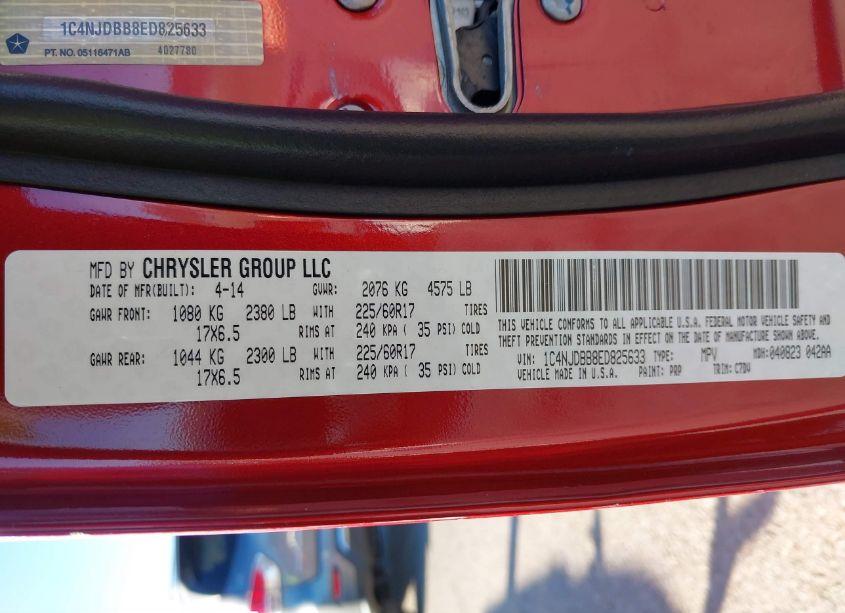 1C4NJDBB8ED825633
PT. NO. 05116471AB 4027780
MFD BY CHRYSLER GROUP LLC
DATE OF MFR(BUILT): 4-14 GVWR: 2076 KG 4575 LB
GAWR FRONT: 1080 KG 2380 LB WITH 225/60R17 TIRES
17X6.5 RIMS AT 240 KPA ( 35 PSI) COLD
GAWR REAR: 1044 KG 2300 LB WITH 225/60R17 TIRES
17X6.5 RIMS AT 240 KPA ( 35 PSI) COLD
THIS VEHICLE CONFORMS TO ALL APPLICABLE U.S.A. FEDERAL MOTOR VEHICLE SAFETY AND
THEFT PREVENTION STANDARDS IN EFFECT ON THE DATE OF MANUFACTURE SHOWN ABOVE.
VIN: 1C4NJDBB8ED825633 TYPE: MPV MDH: 040823 042AA
VEHICLE MADE IN U.S.A. PAINT: PRP TRIM: C7DV